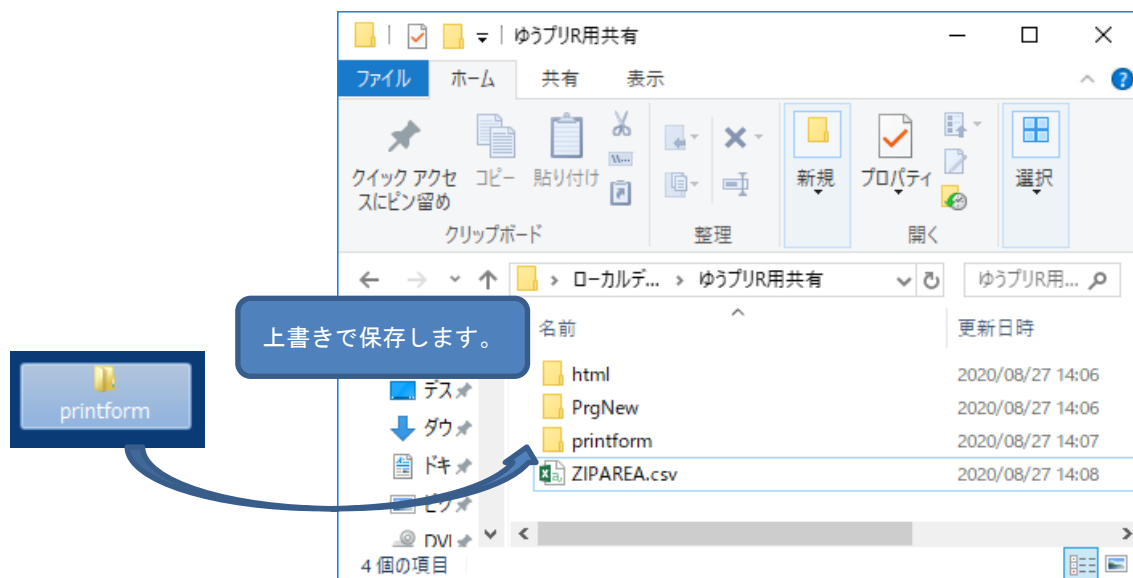 ゆうプリR用共有
ファイル ホーム 共有 表示
クイック アクセ
スにピン留め
コピー
貼り付け
新規
プロパティ
選択
クリップボード 整理 開く
ローカルデ... ゆうプリR用共有
ゆうプリR用...
上書きで保存します。
名前 更新日時
デス
ダウ
ドキ
ピク
DVI
html 2020/08/27 14:06
PrgNew 2020/08/27 14:06
printform 2020/08/27 14:07
ZIPAREA.csv 2020/08/27 14:08
printform
4 個の項目